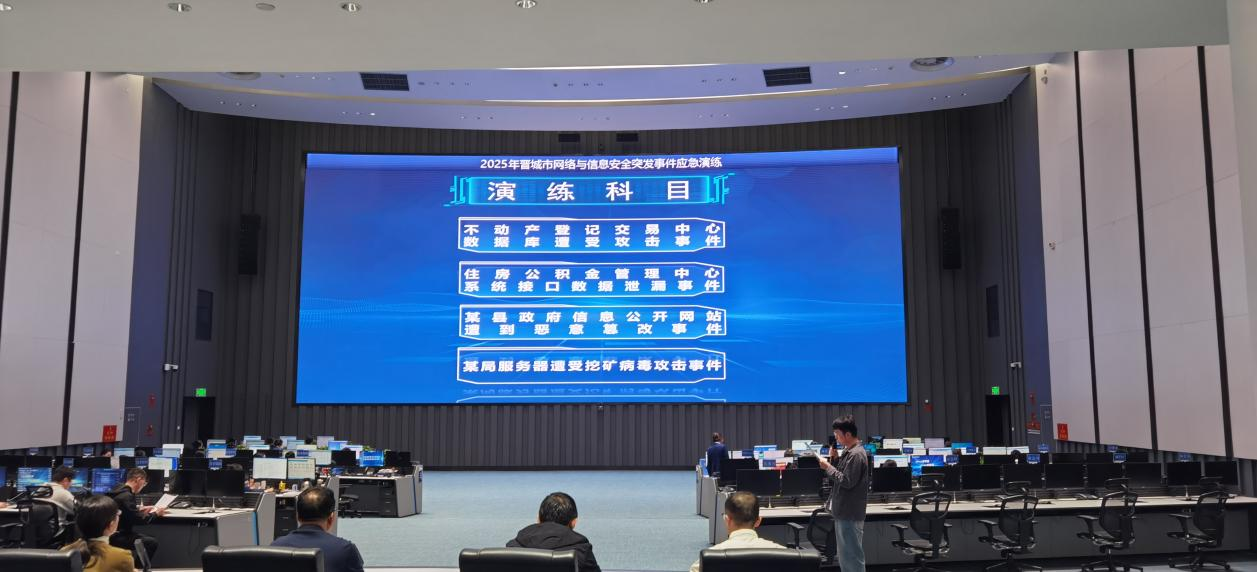 2025年晋城市网络与信息安全突发事件应急演练
演练科目
不动产登记交易中心
数据库遭受攻击事件
住房公积金管理中心
系统接口数据泄漏事件
某县政府信息公开网站
遭到恶意篡改事件
某局服务器遭受挖矿病毒攻击事件